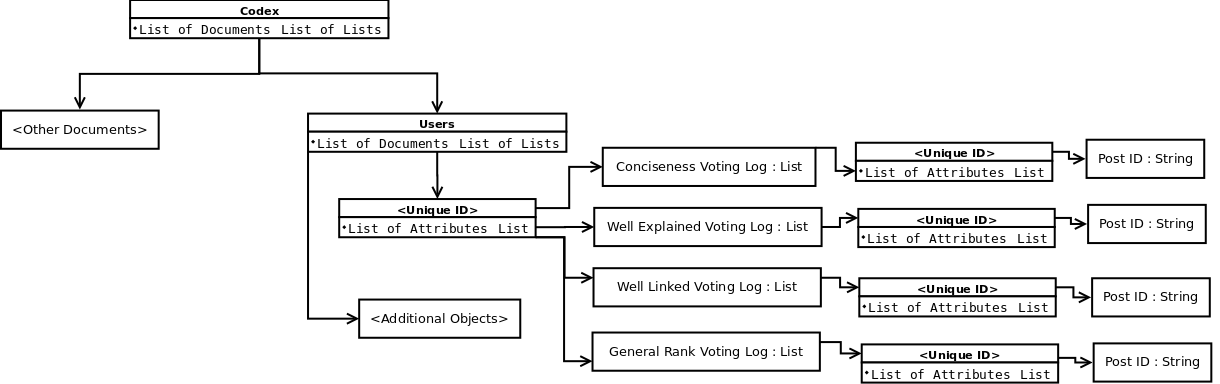 Codex
List of Documents List of Lists
<Other Documents>
Users
List of Documents List of Lists
<Unique ID>
List of Attributes List
<Additional Objects>
Conciseness Voting Log : List
<Unique ID>
List of Attributes List
Post ID : String
Well Explained Voting Log : List
<Unique ID>
List of Attributes List
Post ID : String
Well Linked Voting Log : List
<Unique ID>
List of Attributes List
Post ID : String
General Rank Voting Log : List
<Unique ID>
List of Attributes List
Post ID : String